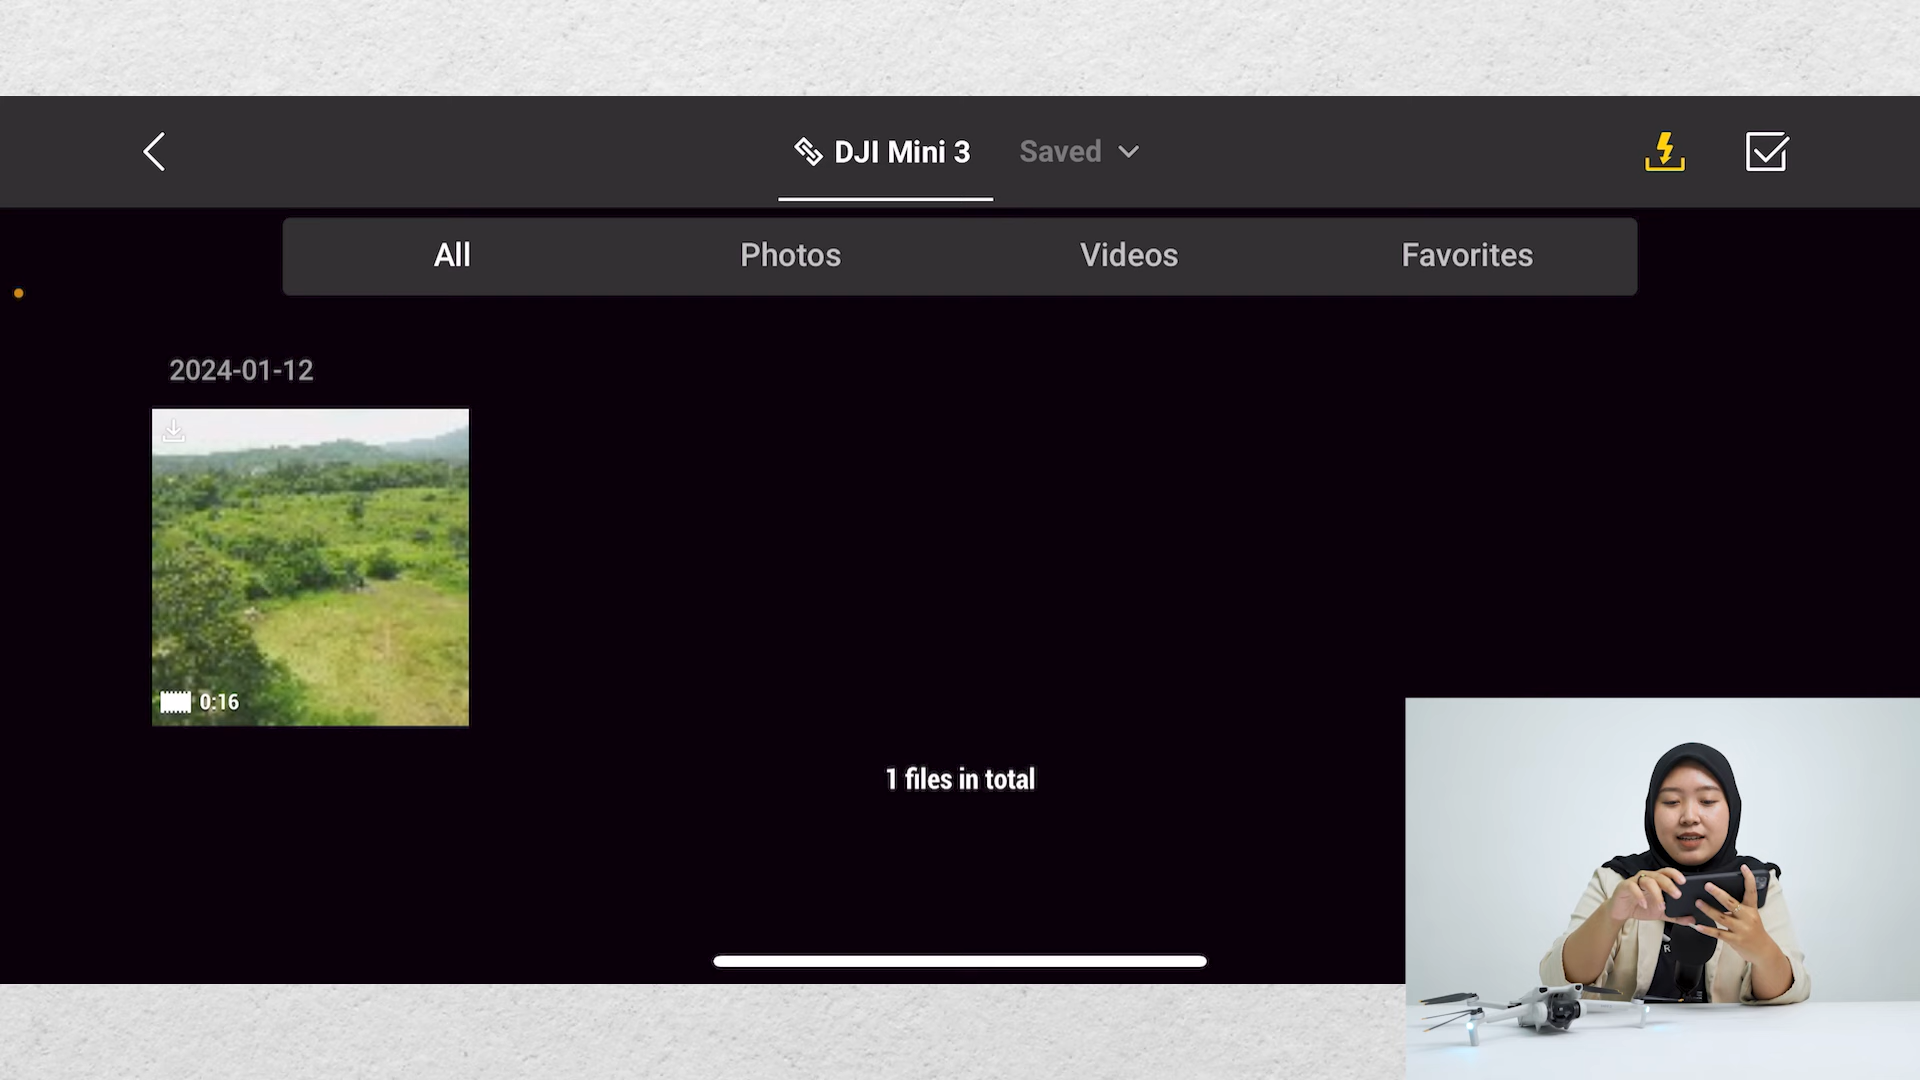 DJI Mini 3
Saved
All
Photos
Videos
Favorites
2024-01-12
0:16
1 files in total